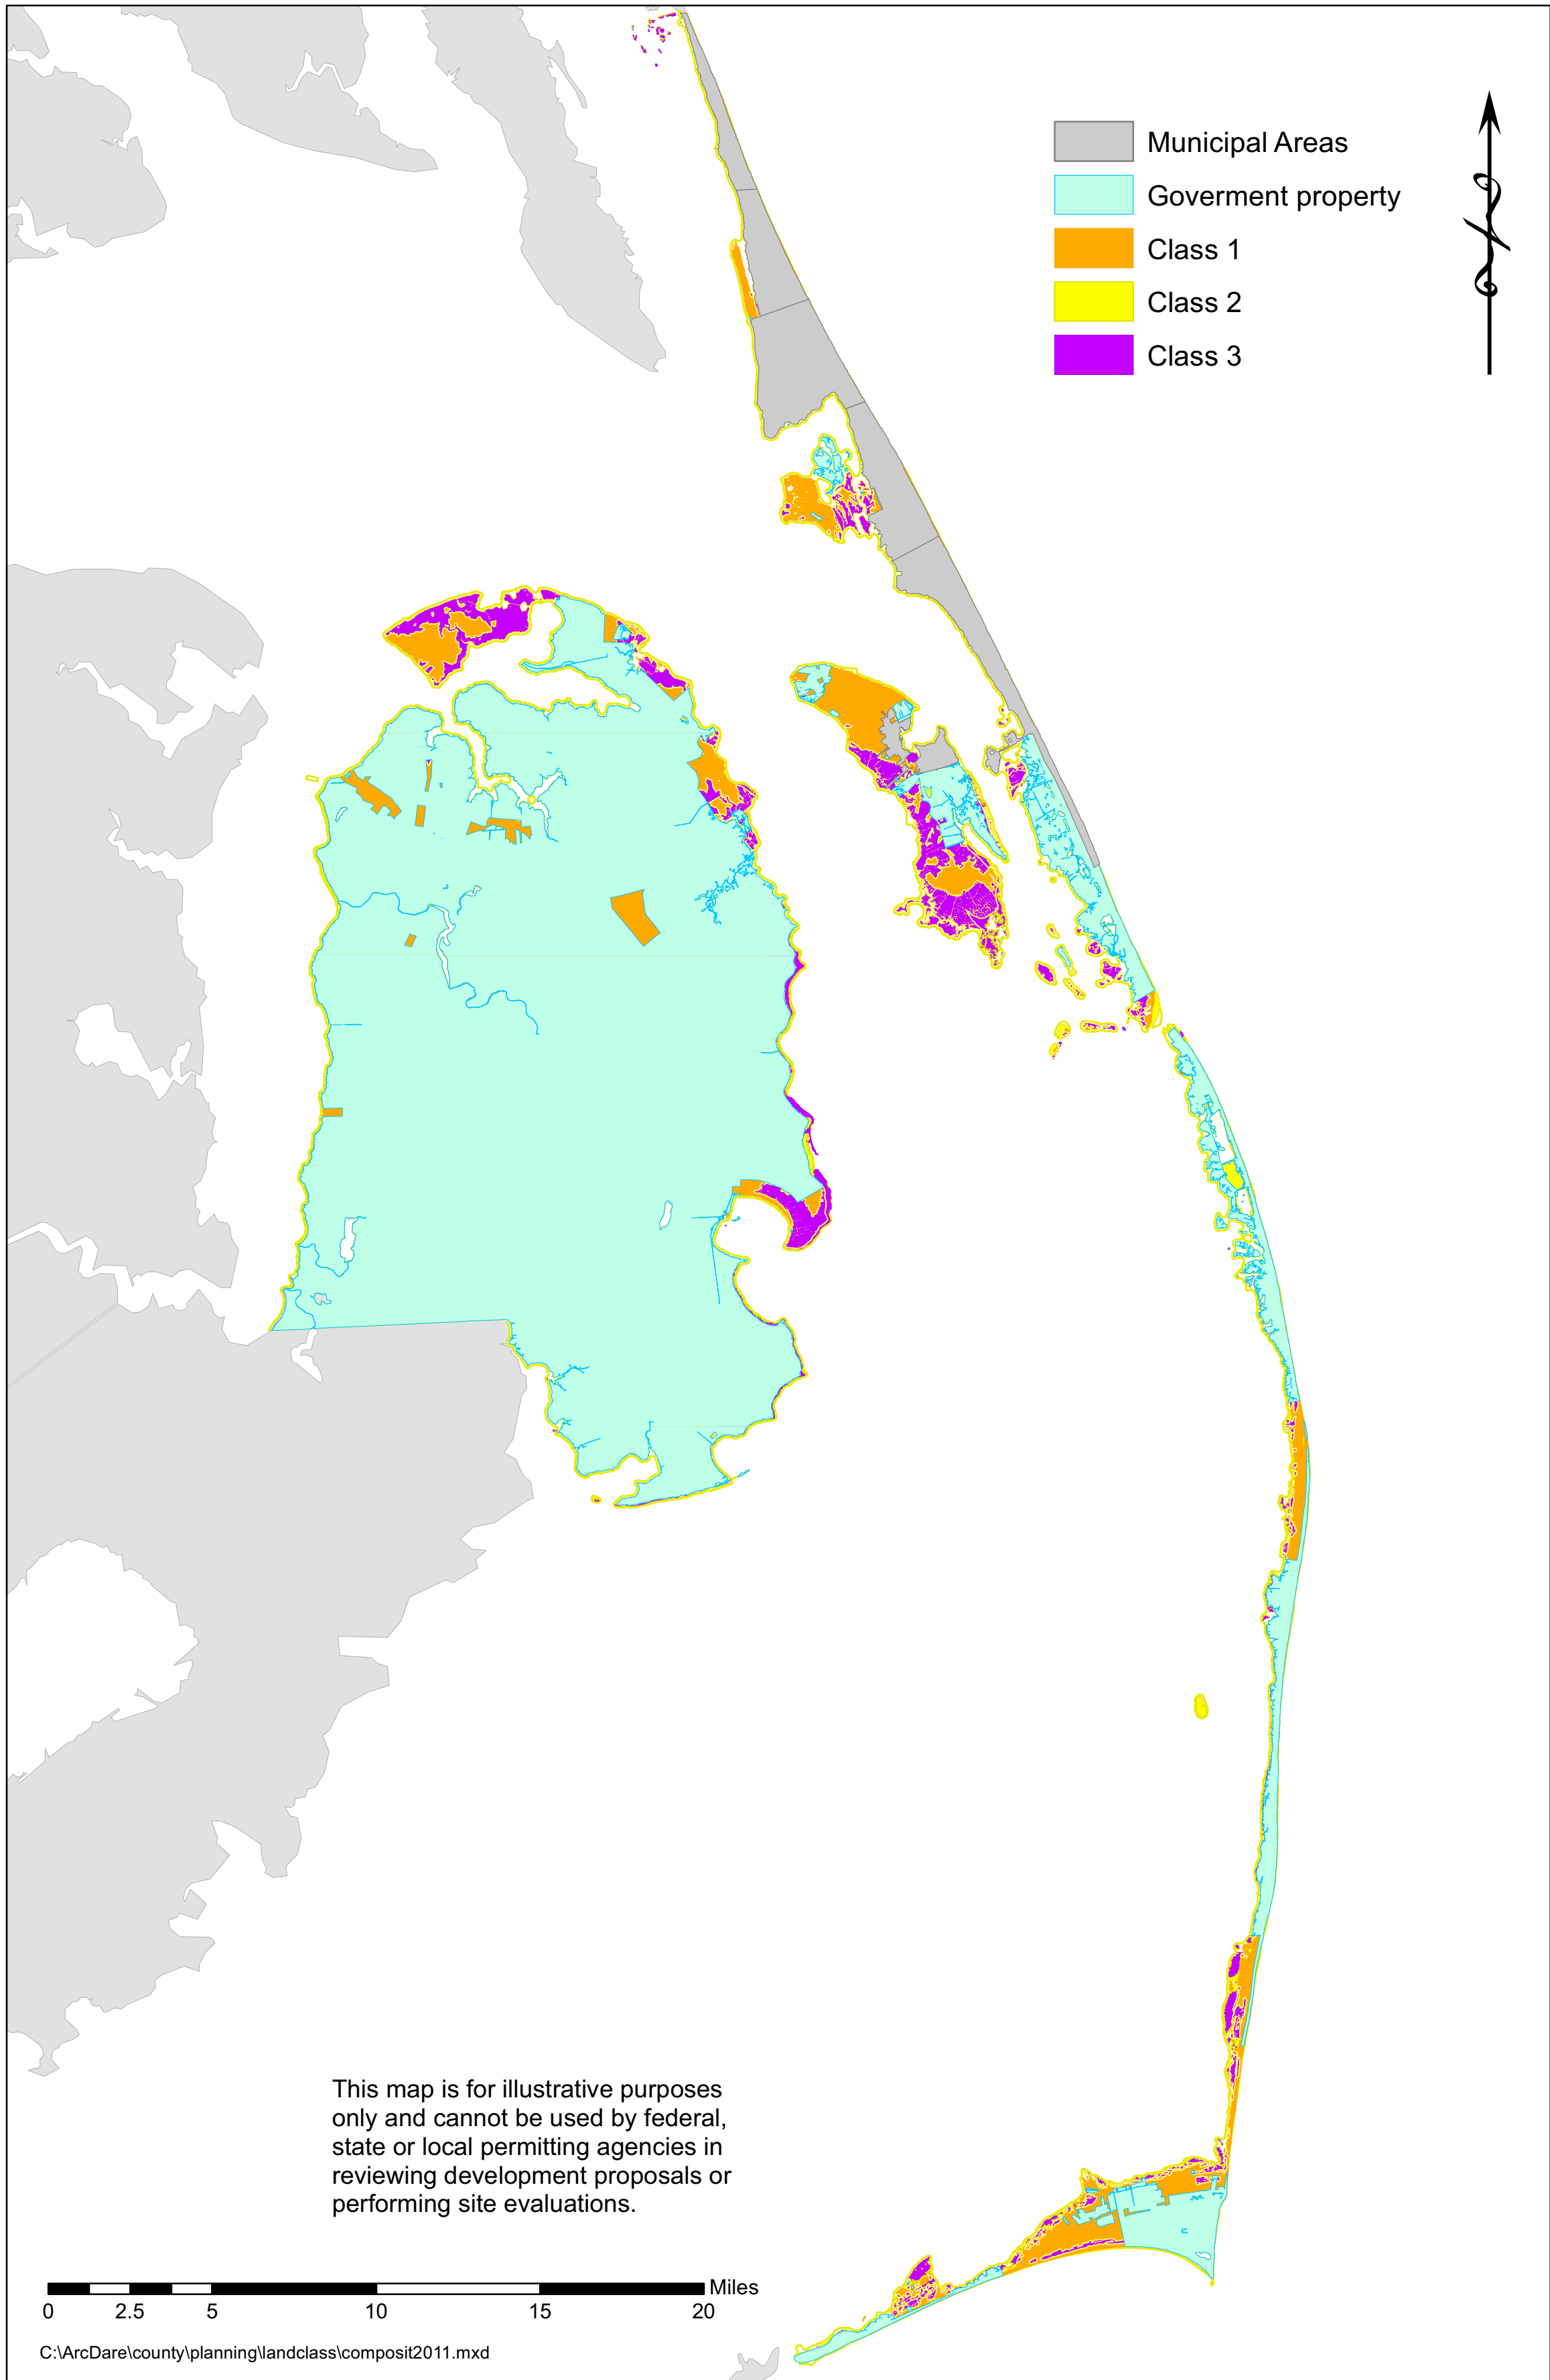 Municipal Areas
Goverment property
Class 1
Class 2
Class 3
This map is for illustrative purposes
only and cannot be used by federal,
state or local permitting agencies in
reviewing development proposals or
performing site evaluations.
Miles
0 2.5 5 10 15 20
C:\ArcDare\county\planning\landclass\composit2011.mxd